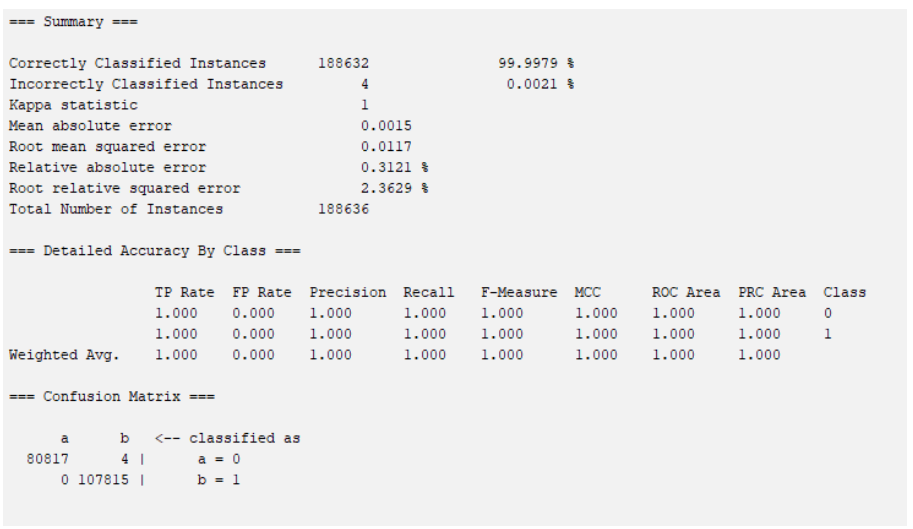 === Summary ===
Correctly Classified Instances 188632 99.9979 %
Incorrectly Classified Instances 4 0.0021 %
Kappa statistic 1
Mean absolute error 0.0015
Root mean squared error 0.0117
Relative absolute error 0.3121 %
Root relative squared error 2.3629 %
Total Number of Instances 188636
=== Detailed Accuracy By Class ===
TP Rate FP Rate Precision Recall F-Measure MCC ROC Area PRC Area Class
1.000 0.000 1.000 1.000 1.000 1.000 1.000 1.000 0
1.000 0.000 1.000 1.000 1.000 1.000 1.000 1.000 1
Weighted Avg. 1.000 0.000 1.000 1.000 1.000 1.000 1.000 1.000
=== Confusion Matrix ===
a b <-- classified as
80817 4 | a = 0
0 107815 | b = 1